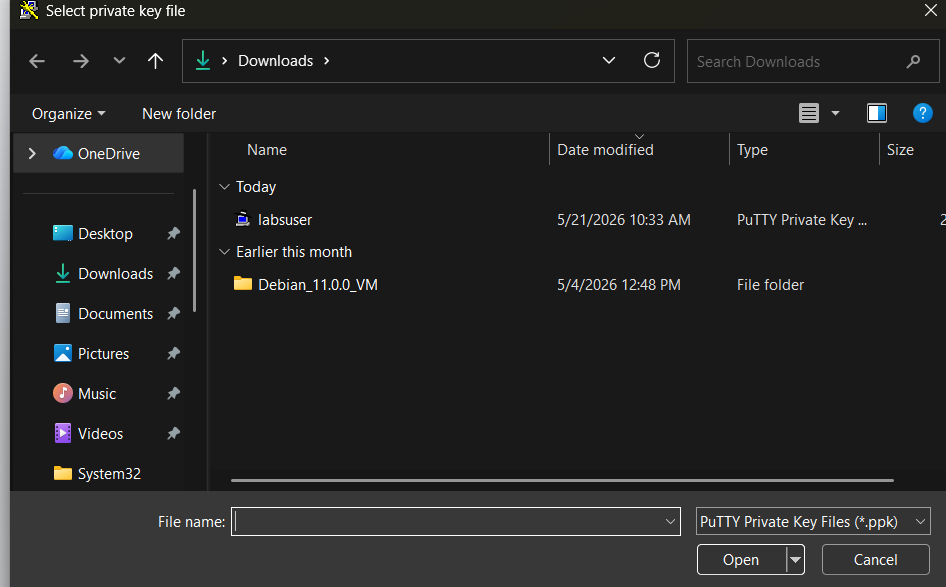 Select private key file
Downloads
Search Downloads
Organize
New folder
OneDrive
Name
Date modified
Type
Size
Today
labsuser
5/21/2026 10:33 AM
PuTTY Private Key ...
2
Earlier this month
Debian_11.0.0_VM
5/4/2026 12:48 PM
File folder
Desktop
Downloads
Documents
Pictures
Music
Videos
System32
File name:
PuTTY Private Key Files (*.ppk)
Open
Cancel